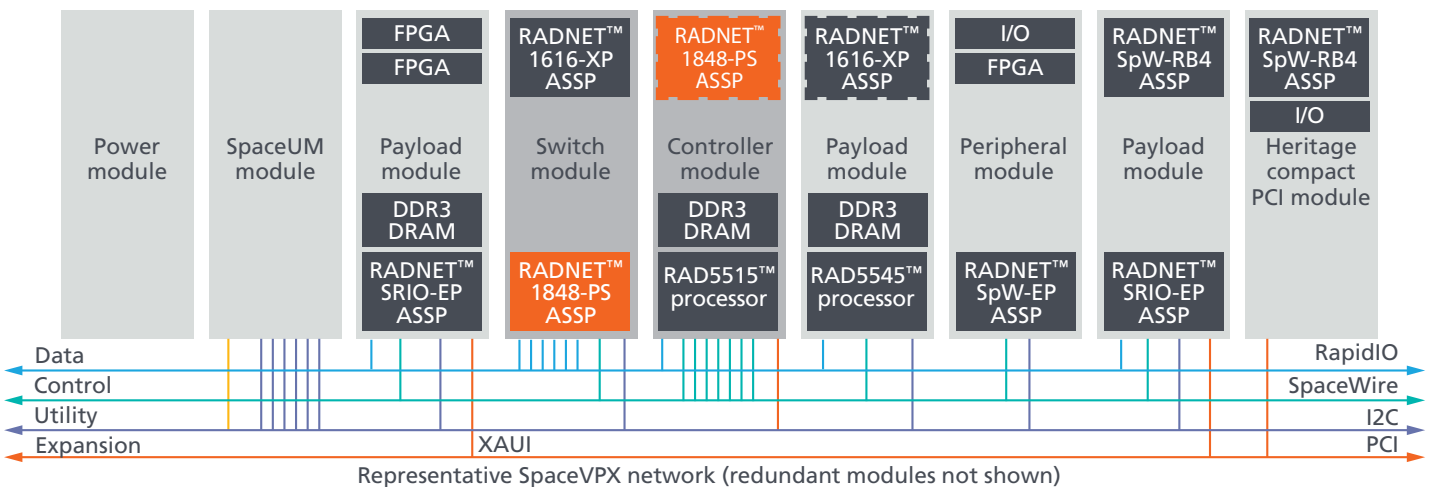 Power
module
SpaceUM
module
FPGA
FPGA
Payload
module
DDR3
DRAM
RADNET™
SRIO-EP
ASSP
RADNET™
1616-XP
ASSP
Switch
module
RADNET™
1848-PS
ASSP
RADNET™
1848-PS
ASSP
Controller
module
DDR3
DRAM
RAD5515™
processor
RADNET™
1616-XP
ASSP
Payload
module
DDR3
DRAM
RAD5545™
processor
I/O
FPGA
Peripheral
module
RADNET™
SpW-EP
ASSP
RADNET™
SpW-RB4
ASSP
Payload
module
RADNET™
SRIO-EP
ASSP
RADNET™
SpW-RB4
ASSP
I/O
Heritage
compact
PCI module
Data RapidIO
Control SpaceWire
Utility I2C
Expansion XAUI PCI
Representative SpaceVPX network (redundant modules not shown)